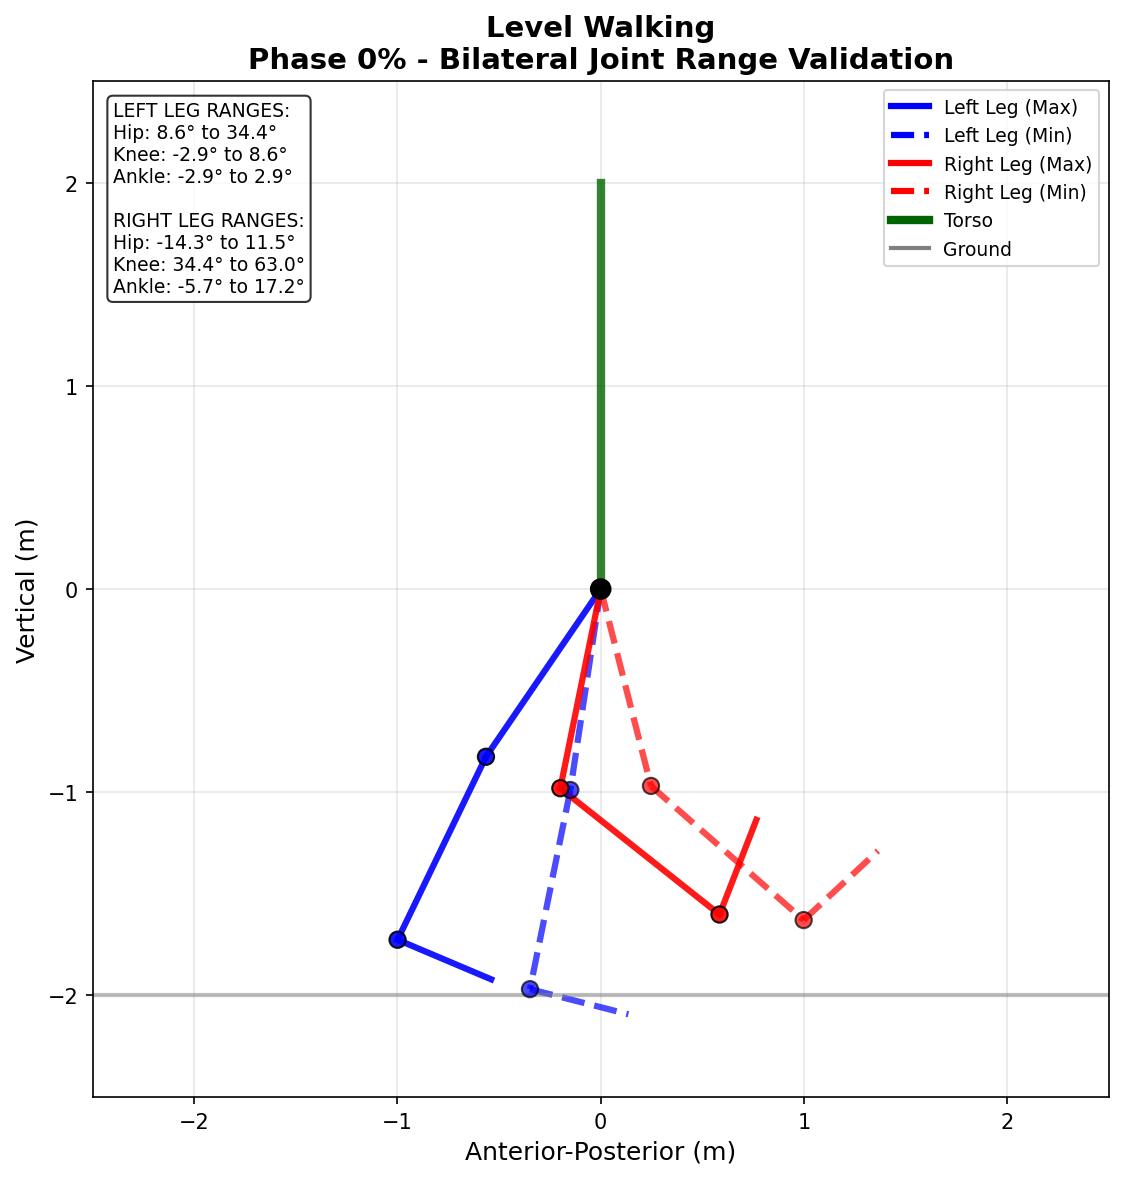 Level Walking
Phase 0% - Bilateral Joint Range Validation
LEFT LEG RANGES:
Hip: 8.6° to 34.4°
Knee: -2.9° to 8.6°
Ankle: -2.9° to 2.9°
RIGHT LEG RANGES:
Hip: -14.3° to 11.5°
Knee: 34.4° to 63.0°
Ankle: -5.7° to 17.2°
Left Leg (Max)
Left Leg (Min)
Right Leg (Max)
Right Leg (Min)
Torso
Ground
2
1
0
−1
−2
Vertical (m)
−2
−1
0
1
2
Anterior-Posterior (m)